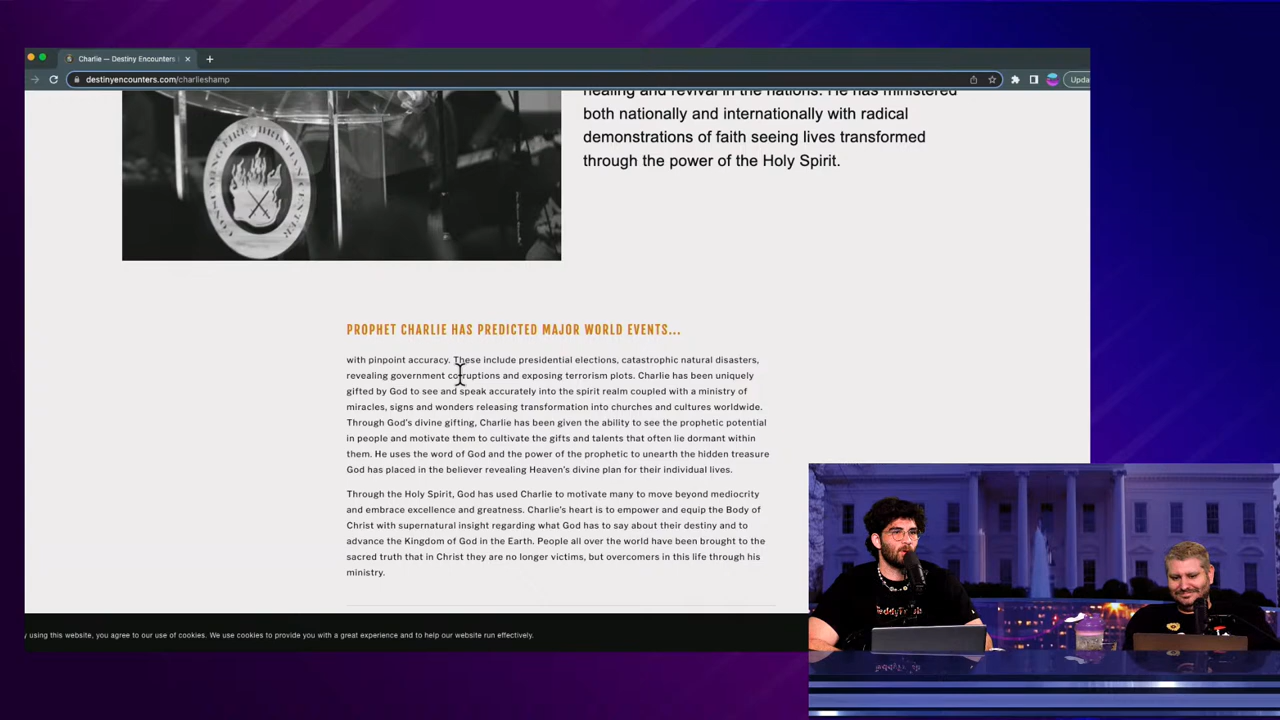 Charlie — Destiny Encounters
destinyencounters.com/charlieshamp
Upda
healing and revival in the nations. He has ministered
both nationally and internationally with radical
demonstrations of faith seeing lives transformed
through the power of the Holy Spirit.
CONSUMING FIRE CHRISTIAN CENTER
PROPHET CHARLIE HAS PREDICTED MAJOR WORLD EVENTS...
with pinpoint accuracy. These include presidential elections, catastrophic natural disasters,
revealing government corruptions and exposing terrorism plots. Charlie has been uniquely
gifted by God to see and speak accurately into the spirit realm coupled with a ministry of
miracles, signs and wonders releasing transformation into churches and cultures worldwide.
Through God's divine gifting, Charlie has been given the ability to see the prophetic potential
in people and motivate them to cultivate the gifts and talents that often lie dormant within
them. He uses the word of God and the power of the prophetic to unearth the hidden treasure
God has placed in the believer revealing Heaven's divine plan for their individual lives.
Through the Holy Spirit, God has used Charlie to motivate many to move beyond mediocrity
and embrace excellence and greatness. Charlie's heart is to empower and equip the Body of
Christ with supernatural insight regarding what God has to say about their destiny and to
advance the Kingdom of God in the Earth. People all over the world have been brought to the
sacred truth that in Christ they are no longer victims, but overcomers in this life through his
ministry.
y using this website, you agree to our use of cookies. We use cookies to provide you with a great experience and to help our website run effectively.